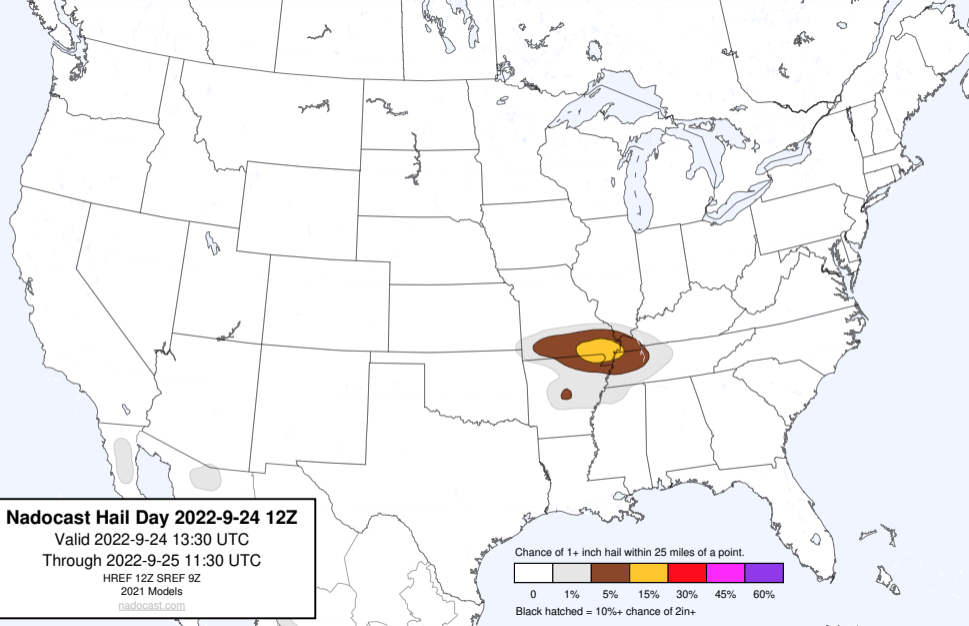 Nadocast Hail Day 2022-9-24 12Z
Valid 2022-9-24 13:30 UTC
Through 2022-9-25 11:30 UTC
HREF 12Z SREF 9Z
2021 Models
nadocast.com
Chance of 1+ inch hail within 25 miles of a point.
0 1% 5% 15% 30% 45% 60%
Black hatched = 10%+ chance of 2in+